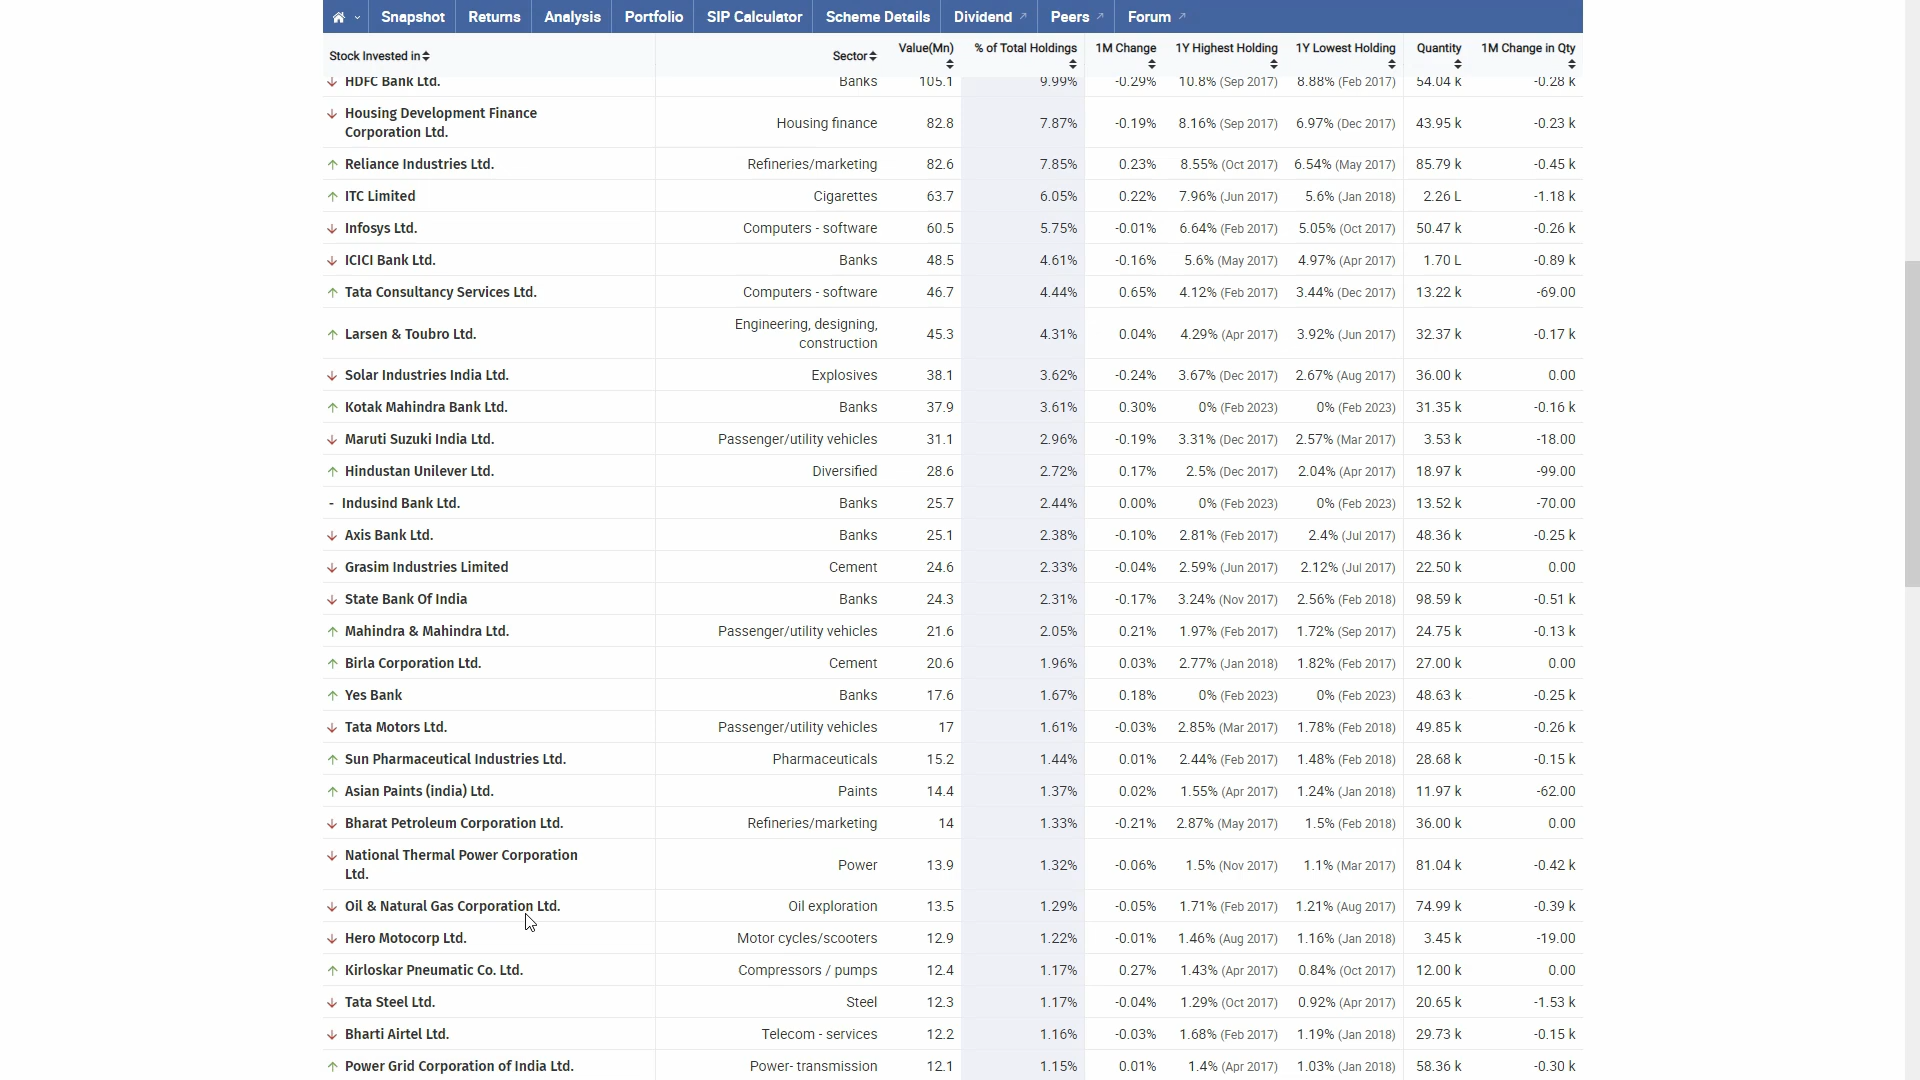 Snapshot Returns Analysis Portfolio SIP Calculator Scheme Details Dividend Peers Forum
Stock Invested in Sector Value(Mn) % of Total Holdings 1M Change 1Y Highest Holding 1Y Lowest Holding Quantity 1M Change in Qty
HDFC Bank Ltd. Banks 105.1 9.99% -0.29% 10.8% (Sep 2017) 8.88% (Feb 2017) 54.04 k -0.28 k
Housing Development Finance
Corporation Ltd. Housing finance 82.8 7.87% -0.19% 8.16% (Sep 2017) 6.97% (Dec 2017) 43.95 k -0.23 k
Reliance Industries Ltd. Refineries/marketing 82.6 7.85% 0.23% 8.55% (Oct 2017) 6.54% (May 2017) 85.79 k -0.45 k
ITC Limited Cigarettes 63.7 6.05% 0.22% 7.96% (Jun 2017) 5.6% (Jan 2018) 2.26 L -1.18 k
Infosys Ltd. Computers - software 60.5 5.75% -0.01% 6.64% (Feb 2017) 5.05% (Oct 2017) 50.47 k -0.26 k
ICICI Bank Ltd. Banks 48.5 4.61% -0.16% 5.6% (May 2017) 4.97% (Apr 2017) 1.70 L -0.89 k
Tata Consultancy Services Ltd. Computers - software 46.7 4.44% 0.65% 4.12% (Feb 2017) 3.44% (Dec 2017) 13.22 k -69.00
Larsen & Toubro Ltd. Engineering, designing,
construction 45.3 4.31% 0.04% 4.29% (Apr 2017) 3.92% (Jun 2017) 32.37 k -0.17 k
Solar Industries India Ltd. Explosives 38.1 3.62% -0.24% 3.67% (Dec 2017) 2.67% (Aug 2017) 36.00 k 0.00
Kotak Mahindra Bank Ltd. Banks 37.9 3.61% 0.30% 0% (Feb 2023) 0% (Feb 2023) 31.35 k -0.16 k
Maruti Suzuki India Ltd. Passenger/utility vehicles 31.1 2.96% -0.19% 3.31% (Dec 2017) 2.57% (Mar 2017) 3.53 k -18.00
Hindustan Unilever Ltd. Diversified 28.6 2.72% 0.17% 2.5% (Dec 2017) 2.04% (Apr 2017) 18.97 k -99.00
- Indusind Bank Ltd. Banks 25.7 2.44% 0.00% 0% (Feb 2023) 0% (Feb 2023) 13.52 k -70.00
Axis Bank Ltd. Banks 25.1 2.38% -0.10% 2.81% (Feb 2017) 2.4% (Jul 2017) 48.36 k -0.25 k
Grasim Industries Limited Cement 24.6 2.33% -0.04% 2.59% (Jun 2017) 2.12% (Jul 2017) 22.50 k 0.00
State Bank Of India Banks 24.3 2.31% -0.17% 3.24% (Nov 2017) 2.56% (Feb 2018) 98.59 k -0.51 k
Mahindra & Mahindra Ltd. Passenger/utility vehicles 21.6 2.05% 0.21% 1.97% (Feb 2017) 1.72% (Sep 2017) 24.75 k -0.13 k
Birla Corporation Ltd. Cement 20.6 1.96% 0.03% 2.77% (Jan 2018) 1.82% (Feb 2017) 27.00 k 0.00
Yes Bank Banks 17.6 1.67% 0.18% 0% (Feb 2023) 0% (Feb 2023) 48.63 k -0.25 k
Tata Motors Ltd. Passenger/utility vehicles 17 1.61% -0.03% 2.85% (Mar 2017) 1.78% (Feb 2018) 49.85 k -0.26 k
Sun Pharmaceutical Industries Ltd. Pharmaceuticals 15.2 1.44% 0.01% 2.44% (Feb 2017) 1.48% (Feb 2018) 28.68 k -0.15 k
Asian Paints (india) Ltd. Paints 14.4 1.37% 0.02% 1.55% (Apr 2017) 1.24% (Jan 2018) 11.97 k -62.00
Bharat Petroleum Corporation Ltd. Refineries/marketing 14 1.33% -0.21% 2.87% (May 2017) 1.5% (Feb 2018) 36.00 k 0.00
National Thermal Power Corporation
Ltd. Power 13.9 1.32% -0.06% 1.5% (Nov 2017) 1.1% (Mar 2017) 81.04 k -0.42 k
Oil & Natural Gas Corporation Ltd. Oil exploration 13.5 1.29% -0.05% 1.71% (Feb 2017) 1.21% (Aug 2017) 74.99 k -0.39 k
Hero Motocorp Ltd. Motor cycles/scooters 12.9 1.22% -0.01% 1.46% (Aug 2017) 1.16% (Jan 2018) 3.45 k -19.00
Kirloskar Pneumatic Co. Ltd. Compressors / pumps 12.4 1.17% 0.27% 1.43% (Apr 2017) 0.84% (Oct 2017) 12.00 k 0.00
Tata Steel Ltd. Steel 12.3 1.17% -0.04% 1.29% (Oct 2017) 0.92% (Apr 2017) 20.65 k -1.53 k
Bharti Airtel Ltd. Telecom - services 12.2 1.16% -0.03% 1.68% (Feb 2017) 1.19% (Jan 2018) 29.73 k -0.15 k
Power Grid Corporation of India Ltd. Power- transmission 12.1 1.15% 0.01% 1.4% (Apr 2017) 1.03% (Jan 2018) 58.36 k -0.30 k